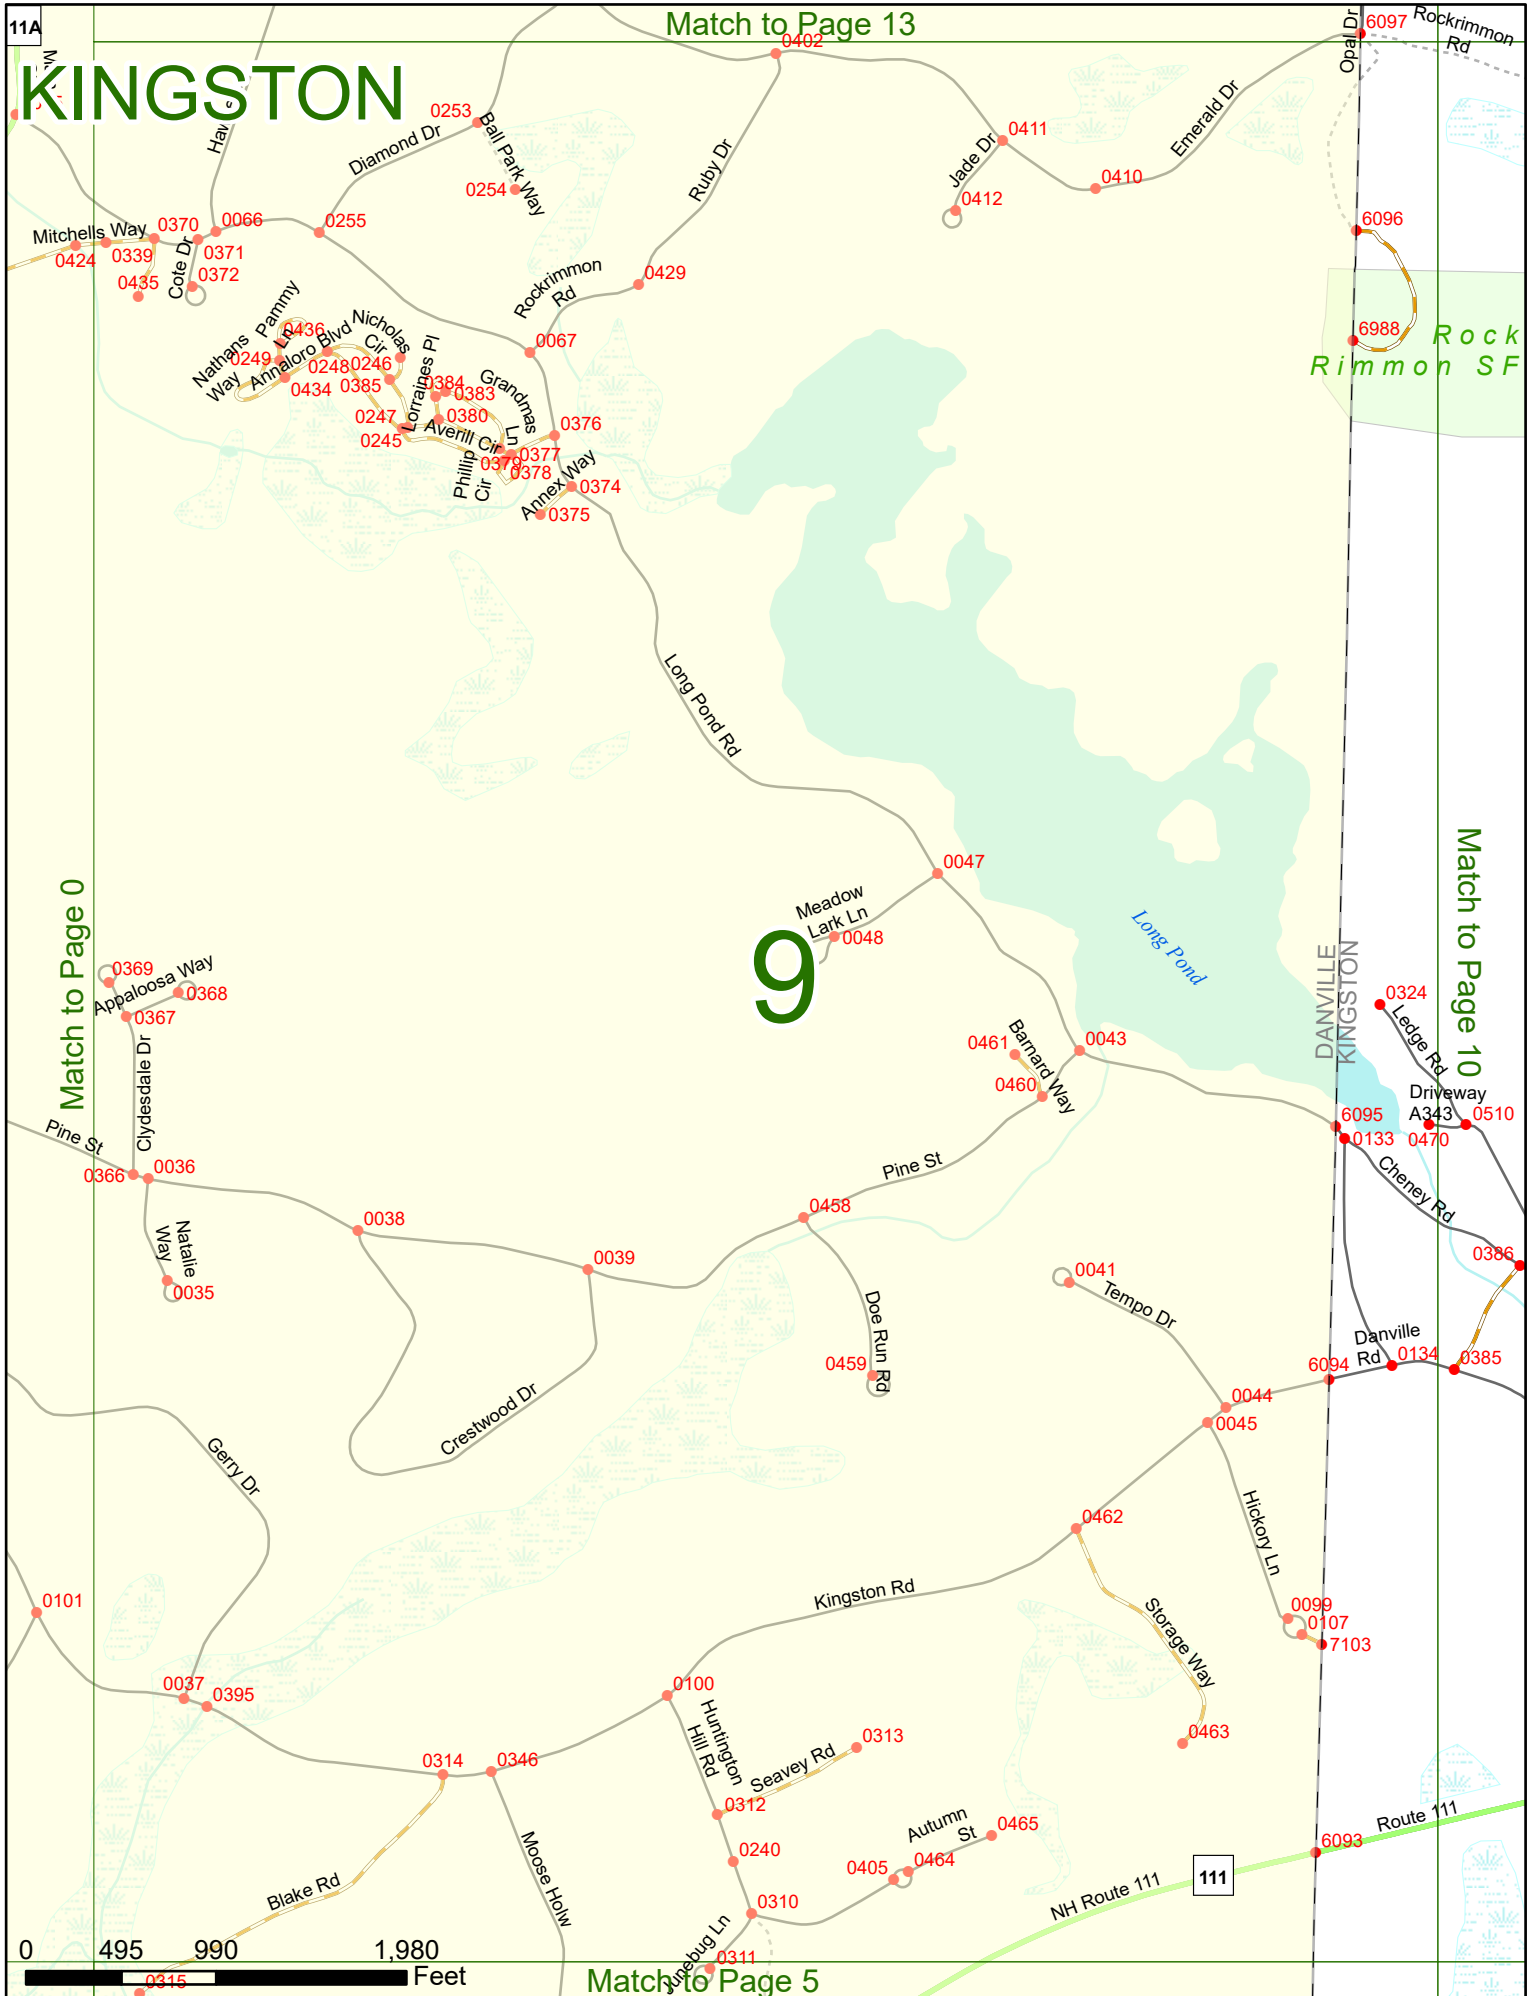 11A
Match to Page 13
KINGSTON
Opal Dr
6097
Rockrimmon
Rd
0402
0253
Ball Park Way
Diamond Dr
0254
Ruby Dr
0411
Jade Dr
0412
0410
Emerald Dr
Mitchells Way
0370
0066
0255
0424
0339
0371
Cote Dr
0372
0435
6096
Rockrimmon
Rd
0429
Pammy
Ln
0436
Nathans
Way
0249
Annaloro Blvd
0248
0434
Nicholas
Cir
0246
0385
Lorraines Pl
0384
0383
Grandmas
Ln
0067
6988
Rock
Rimmon SF
0247
0245
0380
Averill Cir
0376
0377
0379
0378
Phillip
Cir
Annex Way
0374
0375
Long Pond Rd
0047
Meadow
Lark Ln
0048
9
Long Pond
Match to Page 0
Match to Page 10
DANVILLE
KINGSTON
0369
Appaloosa Way
0368
0367
Clydesdale Dr
0324
Ledge Rd
Driveway
A343
0510
0470
0461
Barnard Way
0460
0043
6095
0133
Cheney Rd
Pine St
0366
0036
Pine St
Natalie
Way
0035
0038
0458
0039
0386
0041
Tempo Dr
Doe Run Rd
0459
Danville
Rd
0134
0385
6094
0044
0045
Crestwood Dr
Gerry Dr
Hickory Ln
0462
0101
Kingston Rd
Storage Way
0099
0107
7103
0037
0395
0100
Huntington
Hill Rd
Seavey Rd
0313
0463
0314
0346
0312
Autumn
St
0465
Route 111
6093
0240
0405
0464
Moose Holw
Blake Rd
0310
NH Route 111
111
Junebug Ln
0311
0 495 990 1,980
Feet
0315
Match to Page 5